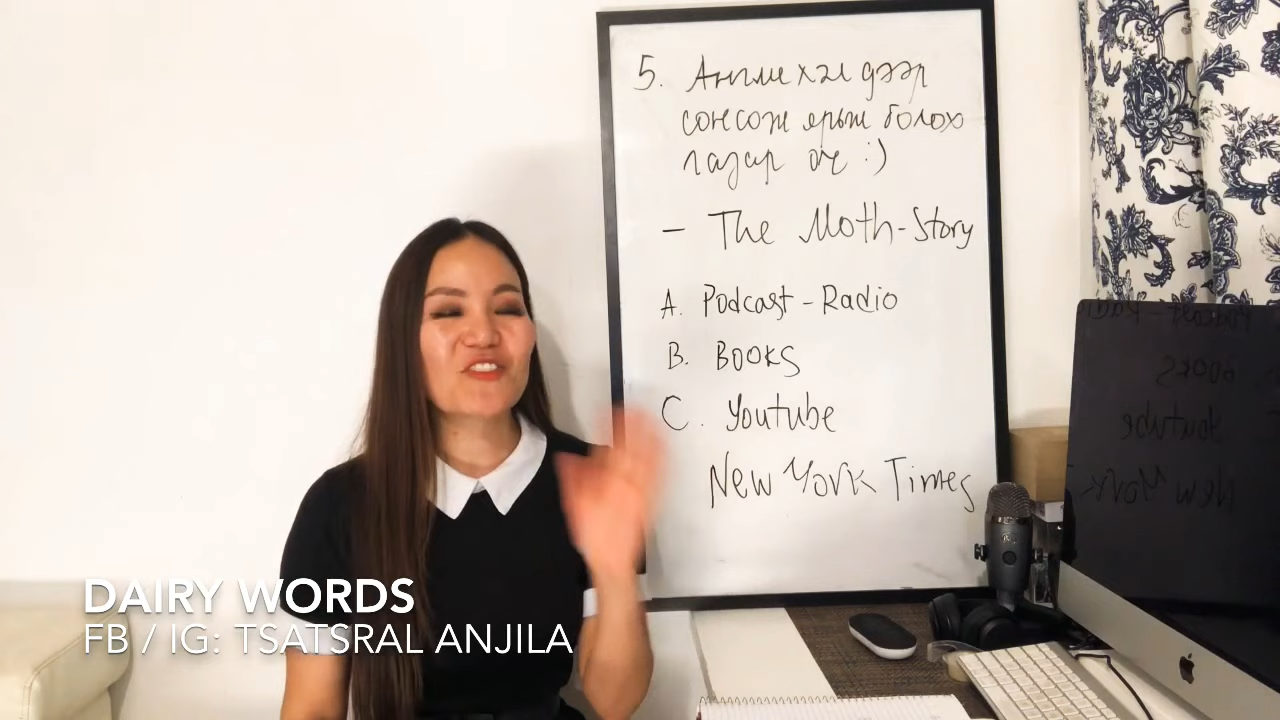 5. Англи хэл дээр
сонсож ярьж болох
газар оч :)
– The Moth-Story
A. Podcast - Radio
B. Books
C. Youtube
New York Times
DAIRY WORDS
FB / IG: TSATSRAL ANJILA